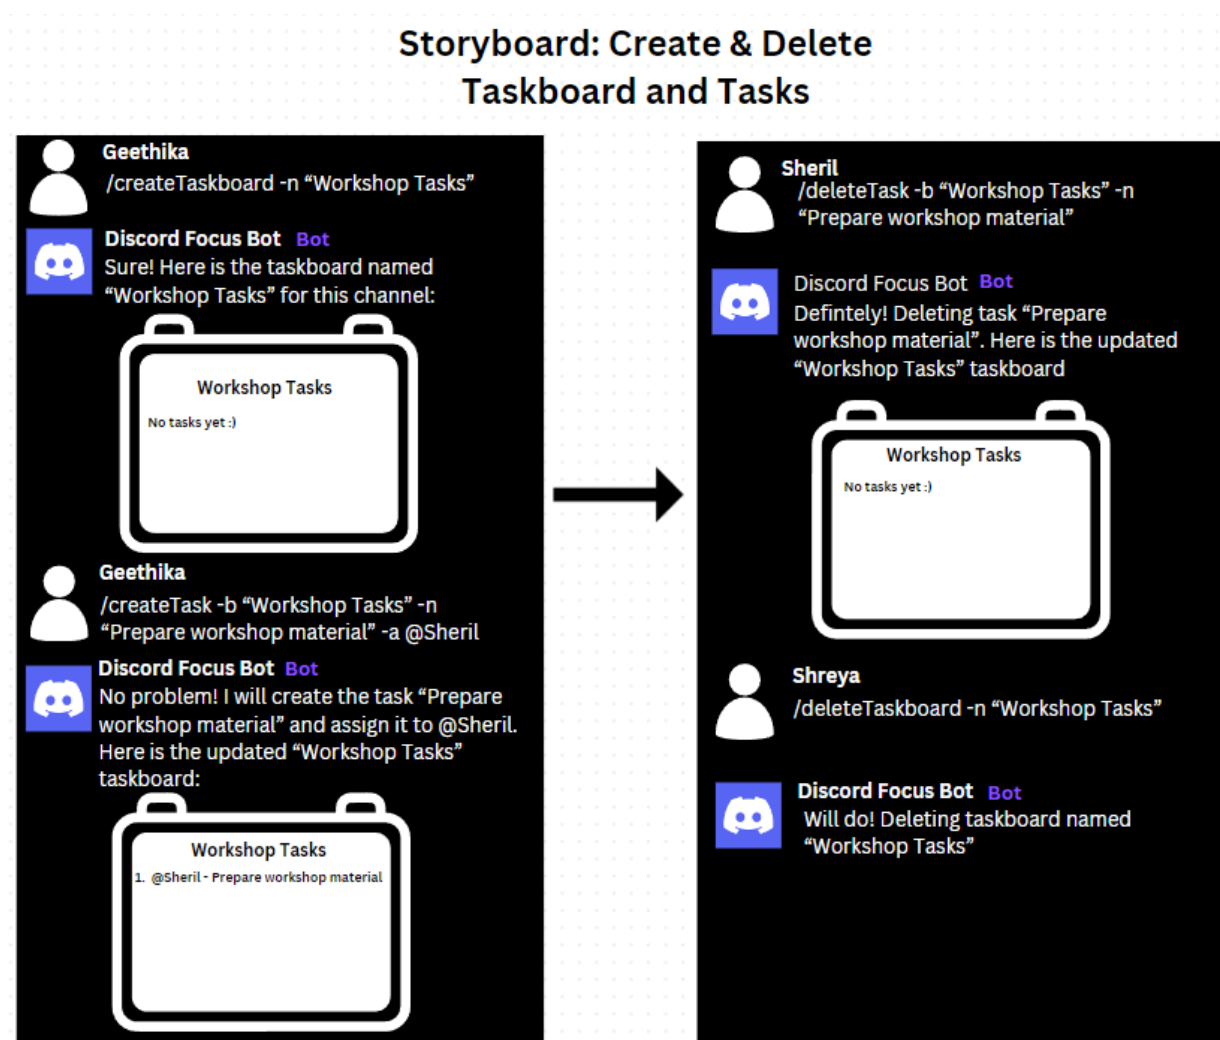 Storyboard: Create & Delete
Taskboard and Tasks
Geethika
/createTaskboard -n “Workshop Tasks”
Discord Focus Bot Bot
Sure! Here is the taskboard named
“Workshop Tasks” for this channel:
Workshop Tasks
No tasks yet :)
Geethika
/createTask -b “Workshop Tasks” -n
“Prepare workshop material” -a @Sheril
Discord Focus Bot Bot
No problem! I will create the task “Prepare
workshop material” and assign it to @Sheril.
Here is the updated “Workshop Tasks”
taskboard:
Workshop Tasks
1. @Sheril - Prepare workshop material
Sheril
/deleteTask -b “Workshop Tasks” -n
“Prepare workshop material”
Discord Focus Bot Bot
Defintely! Deleting task “Prepare
workshop material”. Here is the updated
“Workshop Tasks” taskboard
Workshop Tasks
No tasks yet :)
Shreya
/deleteTaskboard -n “Workshop Tasks”
Discord Focus Bot Bot
Will do! Deleting taskboard named
“Workshop Tasks”